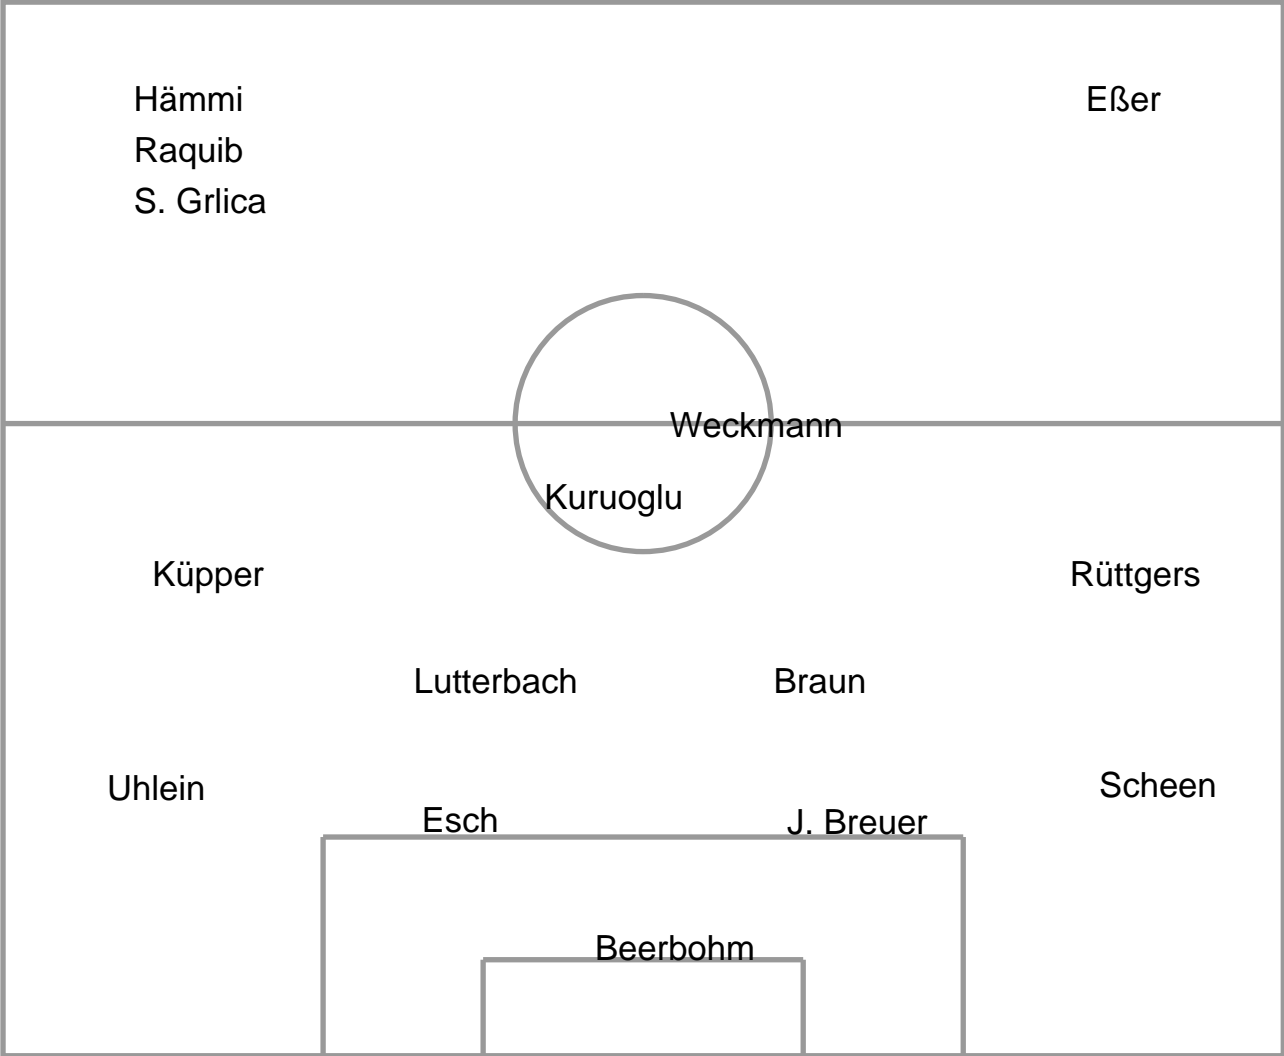 Hämmi
Eßer
Raquib
S. Grlica
Weckmann
Kuruoglu
Küpper
Rüttgers
Lutterbach
Braun
Uhlein
Scheen
Esch
J. Breuer
Beerbohm